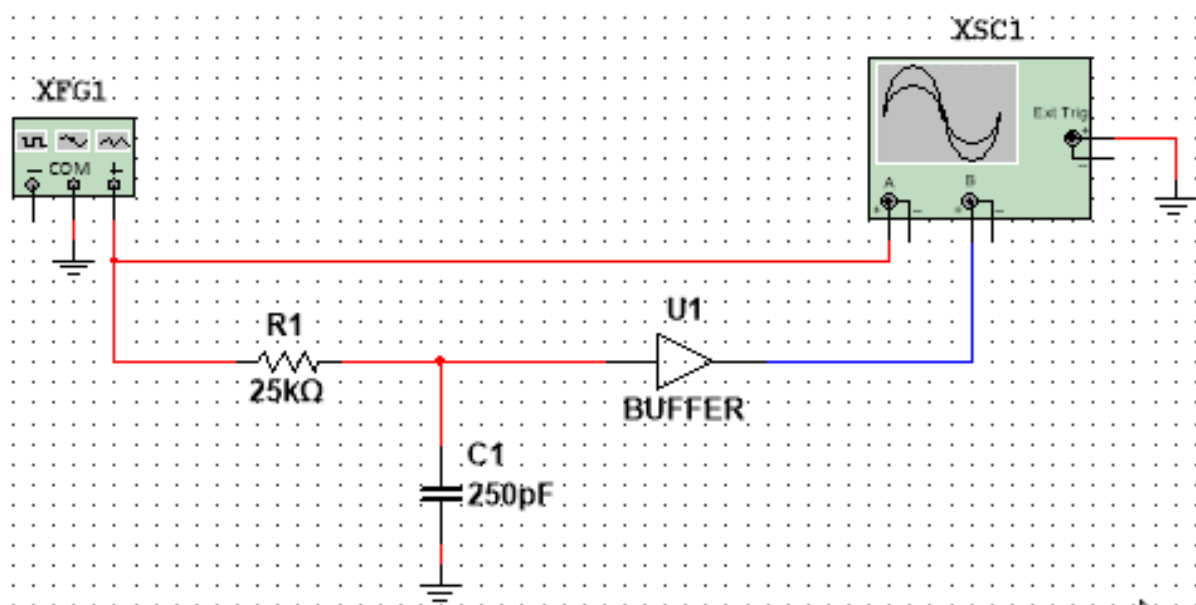 XSC1
XFG1
Ext Trig
+
−
− COM +
A
B
+ −
+ −
R1
25kΩ
U1
BUFFER
C1
250pF